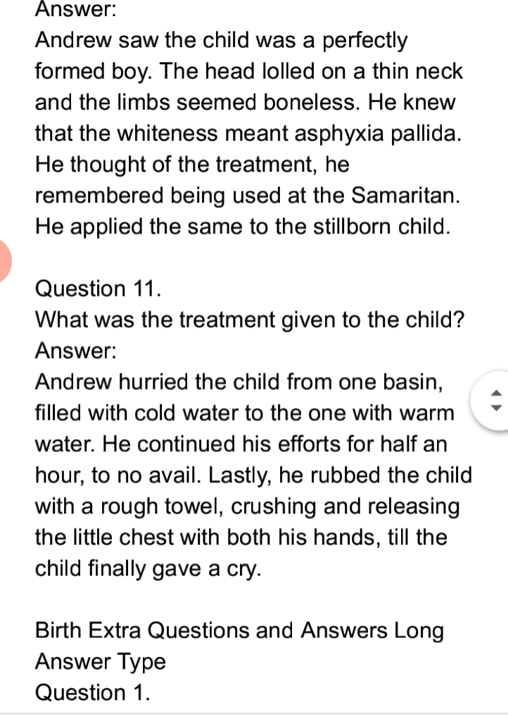 Answer:
Andrew saw the child was a perfectly
formed boy. The head lolled on a thin neck
and the limbs seemed boneless. He knew
that the whiteness meant asphyxia pallida.
He thought of the treatment, he
remembered being used at the Samaritan.
He applied the same to the stillborn child.
Question 11.
What was the treatment given to the child?
Answer:
Andrew hurried the child from one basin,
filled with cold water to the one with warm
water. He continued his efforts for half an
hour, to no avail. Lastly, he rubbed the child
with a rough towel, crushing and releasing
the little chest with both his hands, till the
child finally gave a cry.
Birth Extra Questions and Answers Long
Answer Type
Question 1.